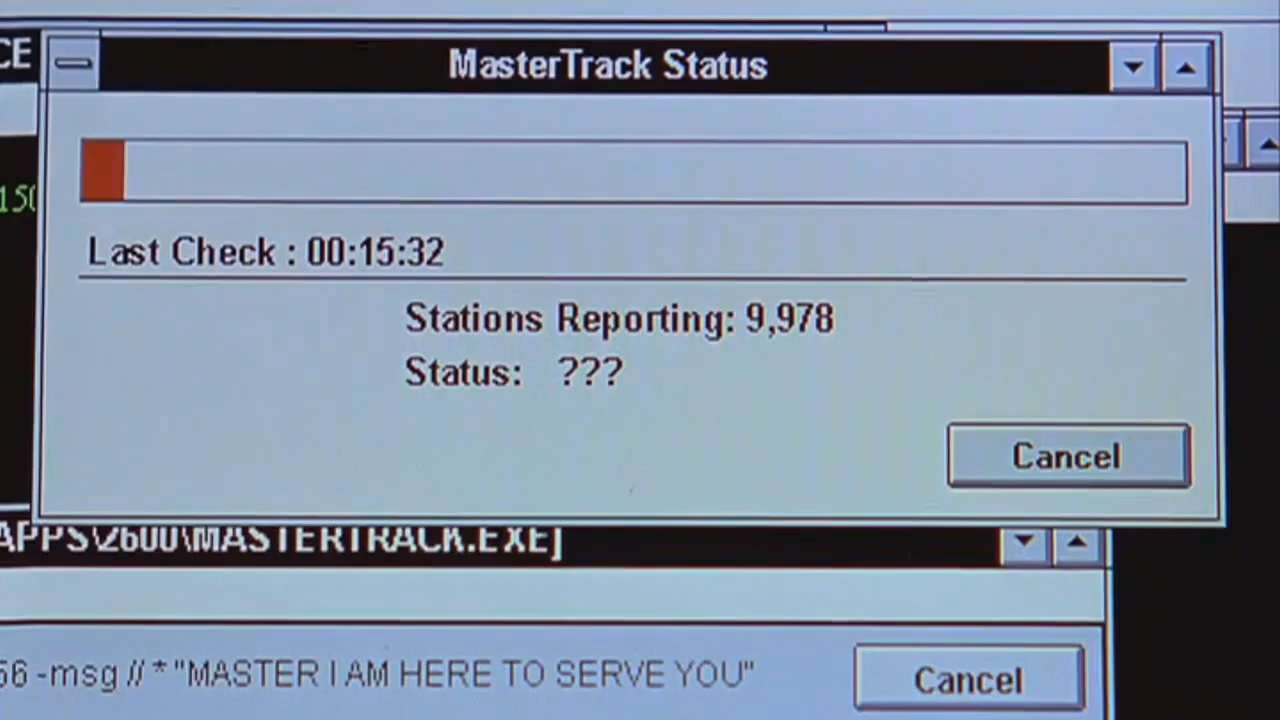 CE
MasterTrack Status
150
Last Check : 00:15:32
Stations Reporting: 9,978
Status: ???
Cancel
APPS\2600\MASTERTRACK.EXE]
56 -msg // * "MASTER I AM HERE TO SERVE YOU"
Cancel